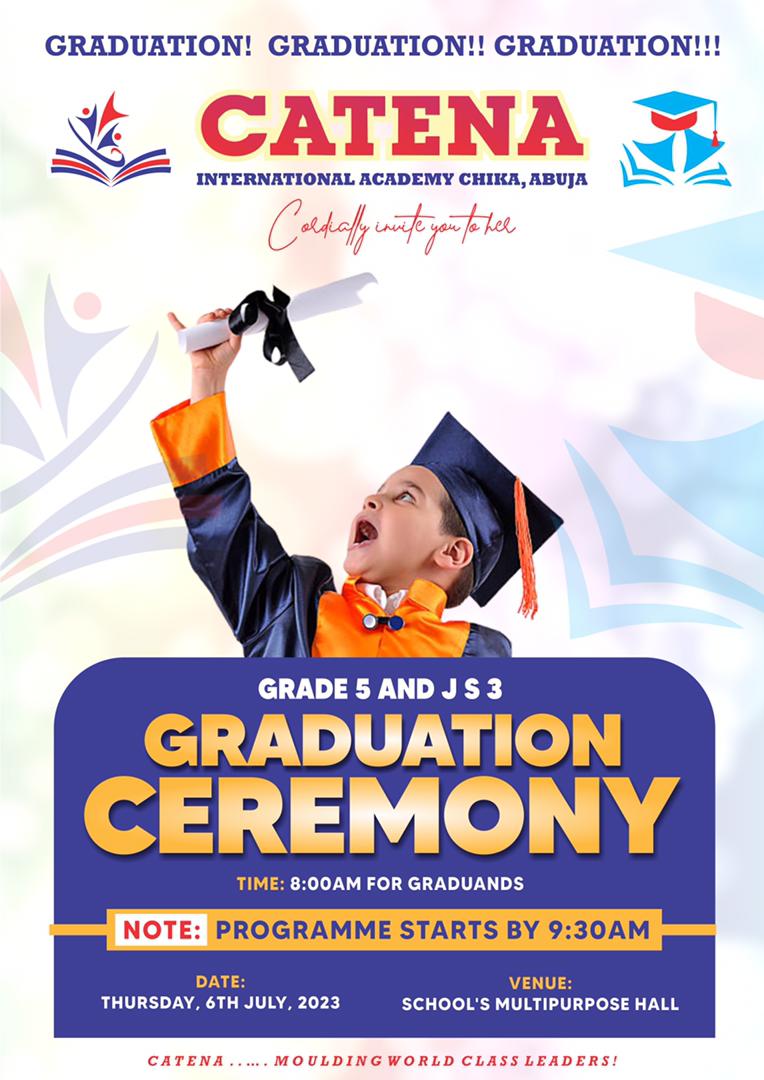 GRADUATION! GRADUATION!! GRADUATION!!!
CATENA
INTERNATIONAL ACADEMY CHIKA, ABUJA
Cordially invite you to her
GRADE 5 AND J S 3
GRADUATION
CEREMONY
TIME: 8:00AM FOR GRADUANDS
NOTE: PROGRAMME STARTS BY 9:30AM
DATE:
THURSDAY, 6TH JULY, 2023
VENUE:
SCHOOL'S MULTIPURPOSE HALL
CATENA ...... MOULDING WORLD CLASS LEADERS!